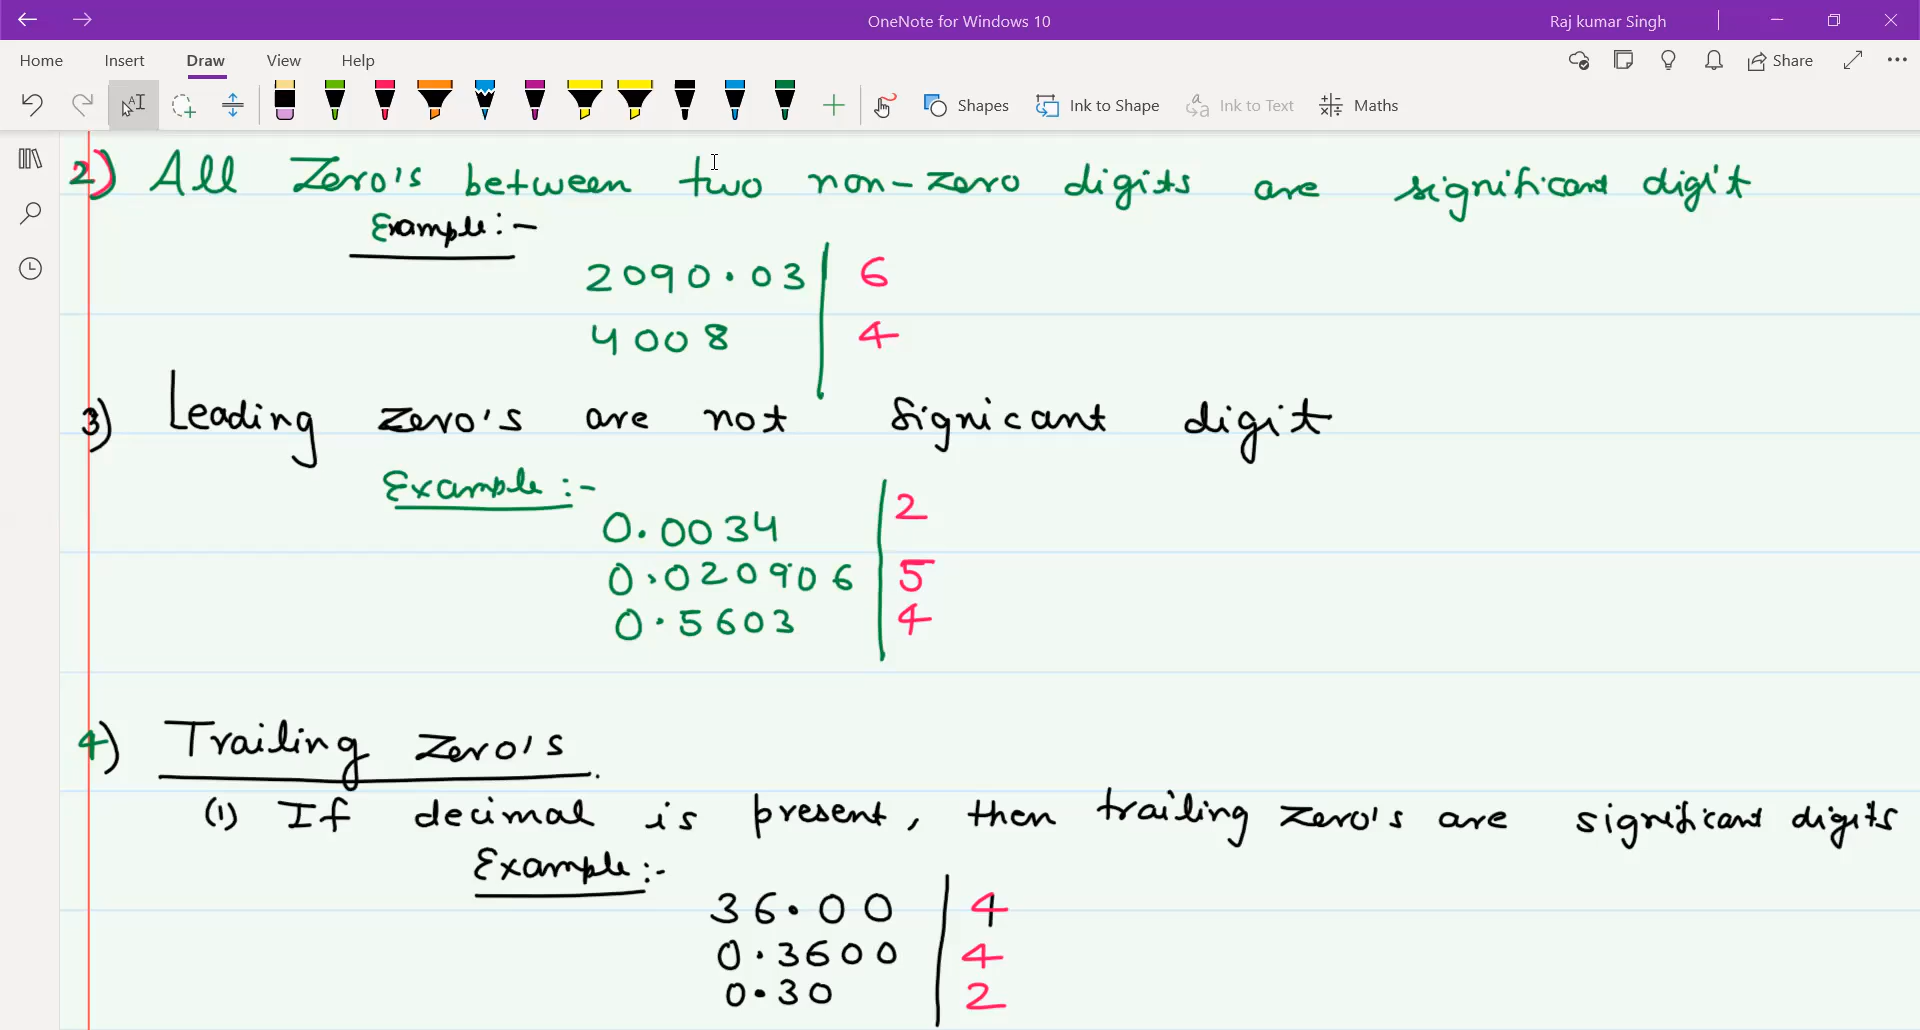 OneNote for Windows 10
Raj kumar Singh
Home Insert Draw View Help
Share
Shapes Ink to Shape Ink to Text Maths
2) All Zero's between two non-zero digits are significant digit
Example:-
2090.03 | 6
4008 | 4
3) Leading zero's are not Signicant digit
Example:-
0.0034 | 2
0.020906 | 5
0.5603 | 4
4) Trailing Zero's.
(1) If decimal is present, then trailing zero's are significant digits
Example:-
36.00 | 4
0.3600 | 4
0.30 | 2